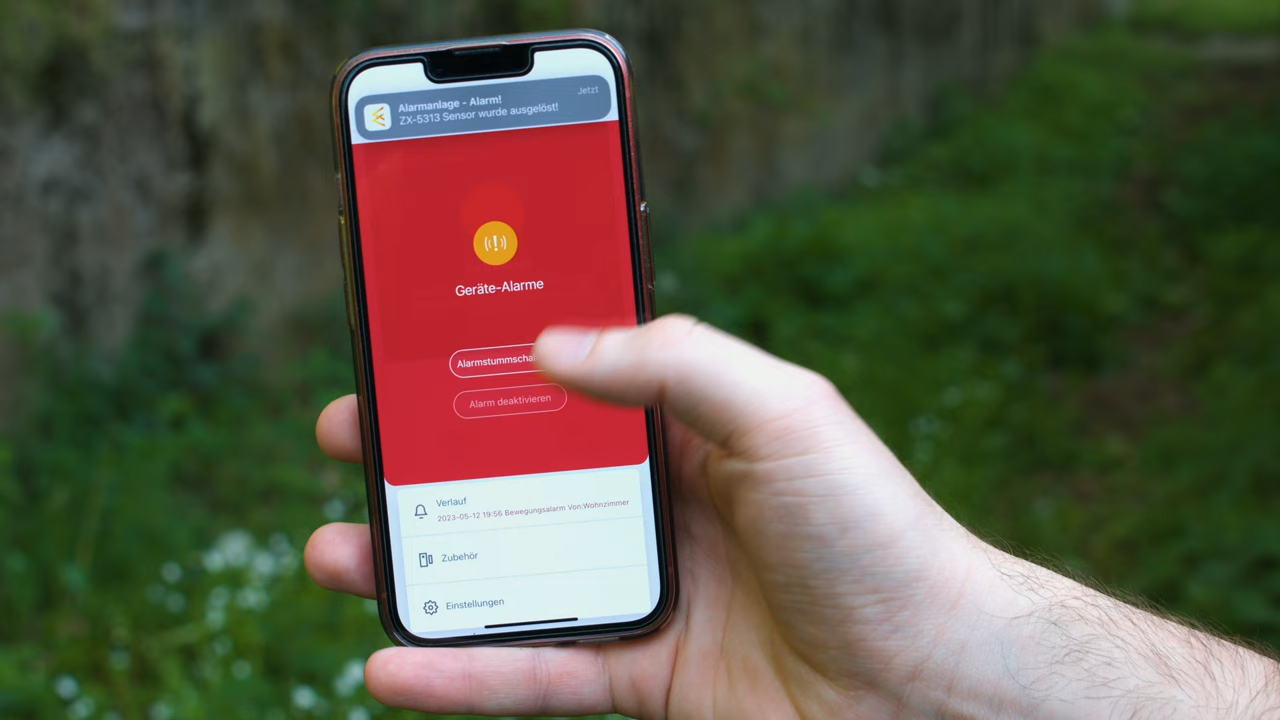 Alarmanlage - Alarm!
Jetzt
ZX-5313 Sensor wurde ausgelöst!
Geräte-Alarme
Alarmstummscha
Alarm deaktivieren
Verlauf
2023-05-12 19:56 Bewegungsalarm Von:Wohnzimmer
Zubehör
Einstellungen